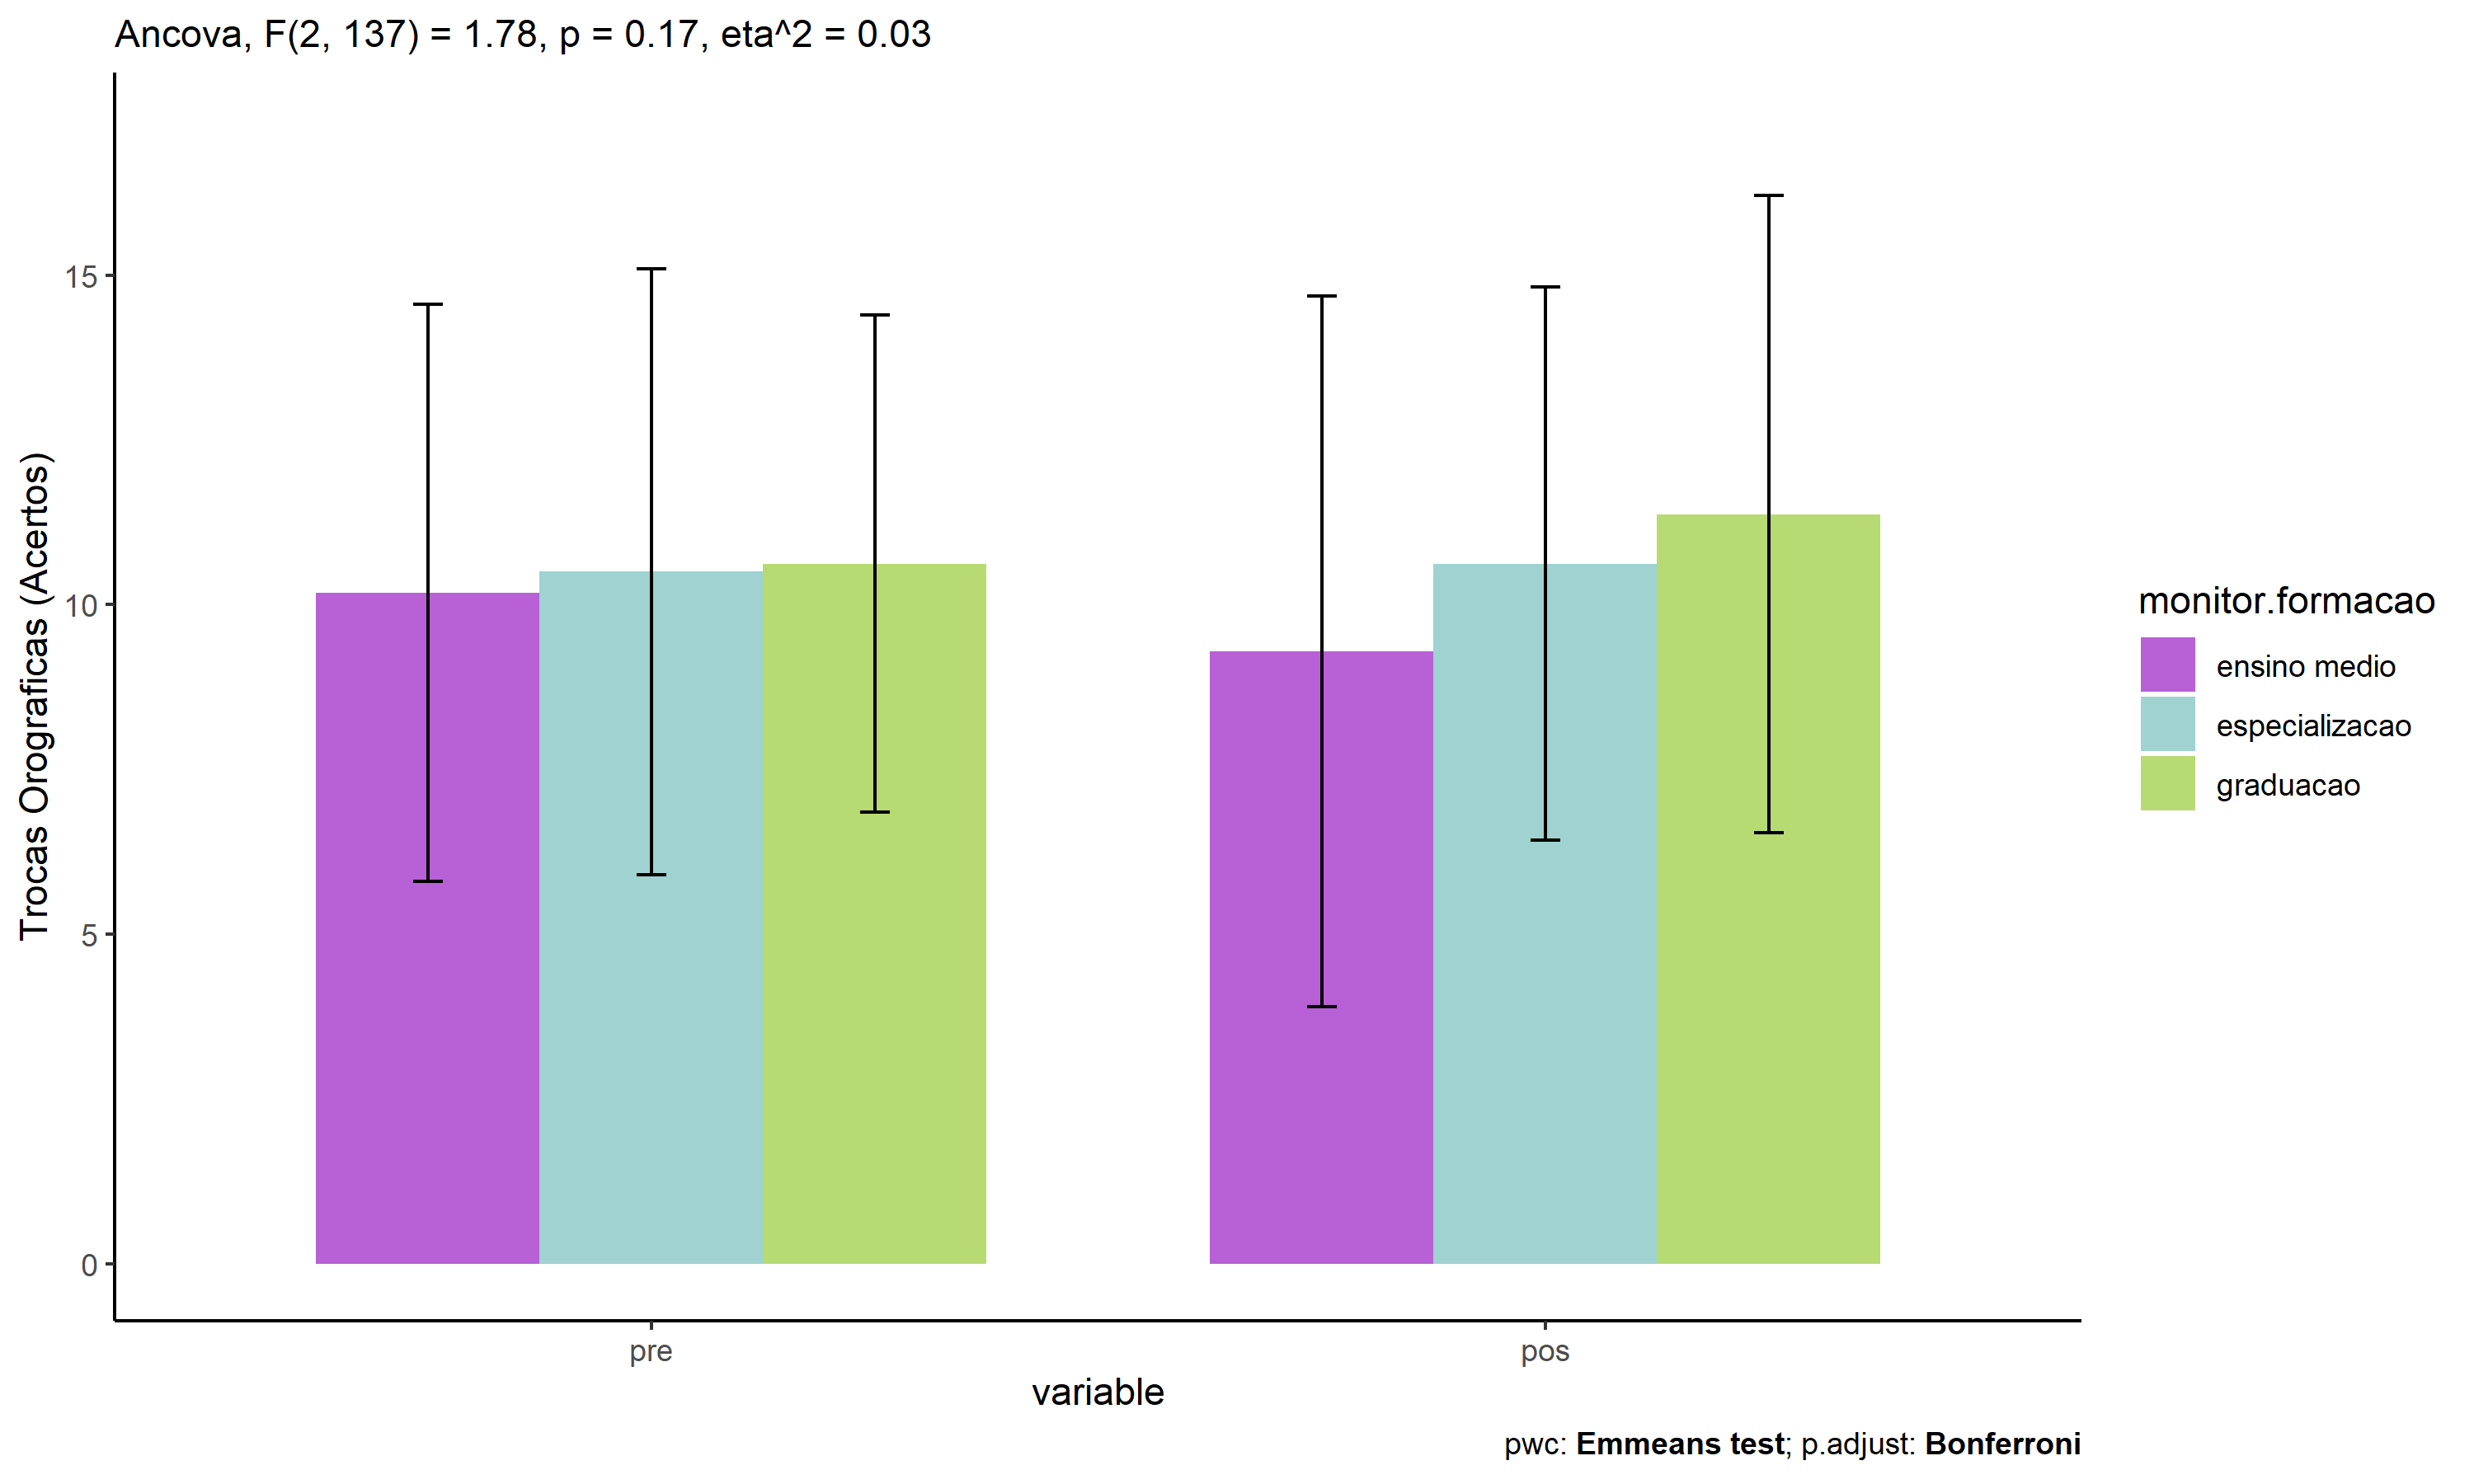 Ancova, F(2, 137) = 1.78, p = 0.17, eta^2 = 0.03
Trocas Orograficas (Acertos)
15
10
5
0
pre
pos
variable
monitor.formacao
ensino medio
especializacao
graduacao
pwc: Emmeans test; p.adjust: Bonferroni